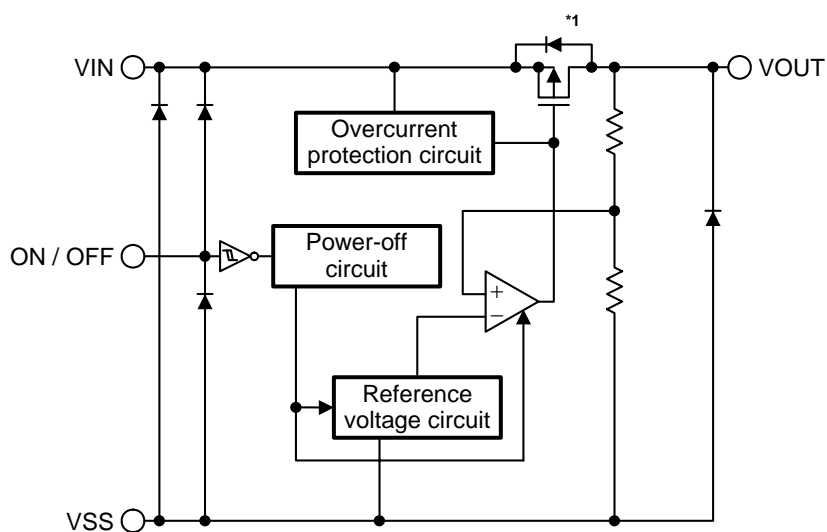 *1
VIN
VOUT
Overcurrent
protection circuit
ON / OFF
Power-off
circuit
+
−
Reference
voltage circuit
VSS